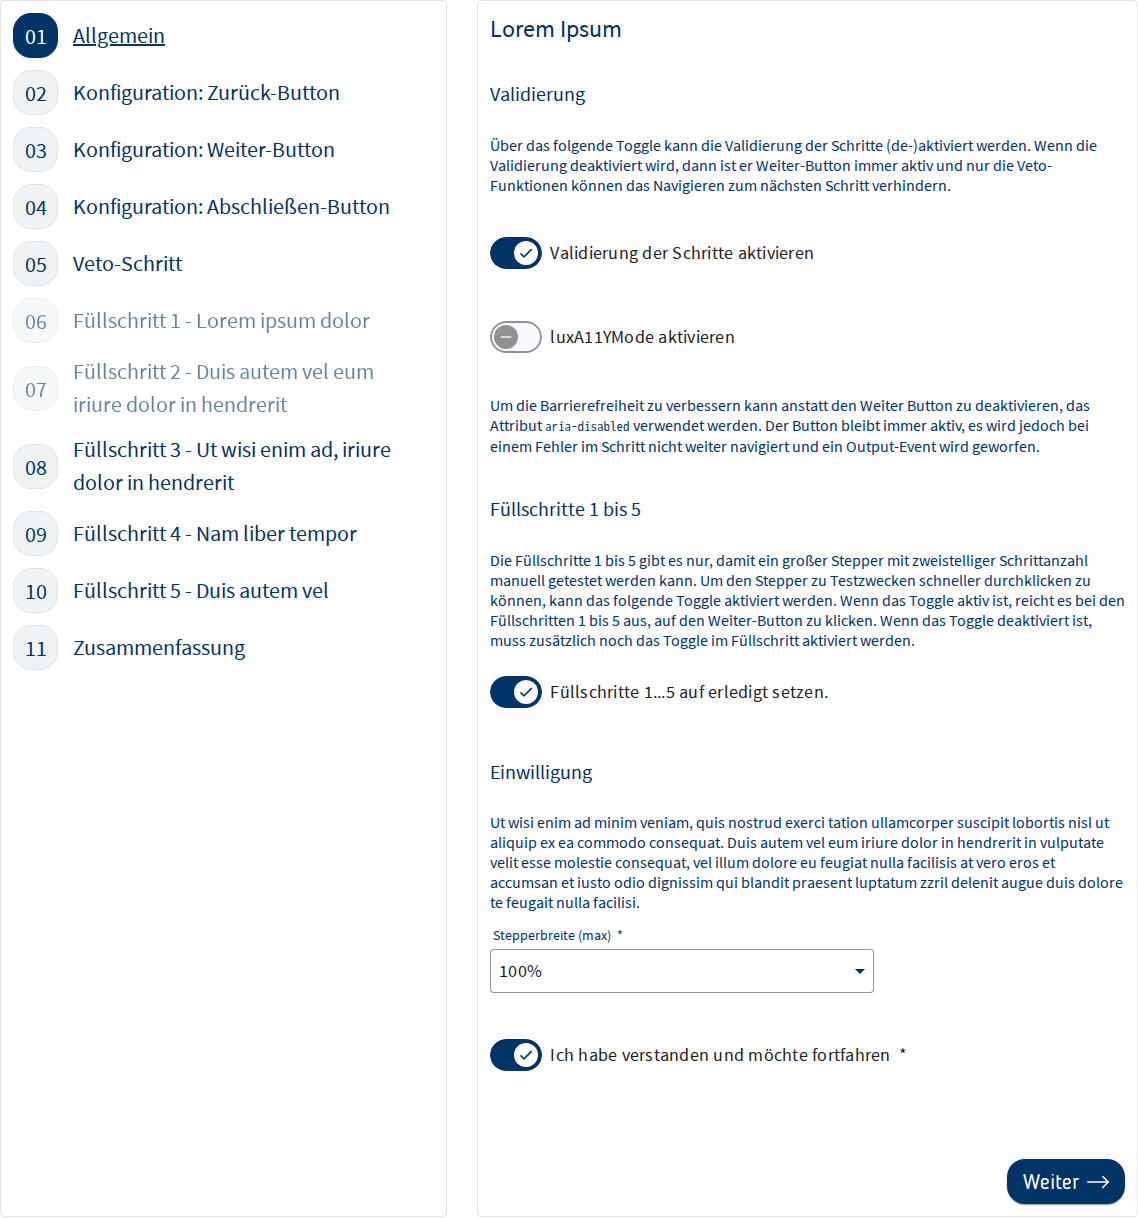 01 Allgemein
02 Konfiguration: Zurück-Button
03 Konfiguration: Weiter-Button
04 Konfiguration: Abschließen-Button
05 Veto-Schritt
06 Füllschritt 1 - Lorem ipsum dolor
07 Füllschritt 2 - Duis autem vel eum
iriure dolor in hendrerit
08 Füllschritt 3 - Ut wisi enim ad, iriure
dolor in hendrerit
09 Füllschritt 4 - Nam liber tempor
10 Füllschritt 5 - Duis autem vel
11 Zusammenfassung
Lorem Ipsum
Validierung
Über das folgende Toggle kann die Validierung der Schritte (de-)aktiviert werden. Wenn die
Validierung deaktiviert wird, dann ist er Weiter-Button immer aktiv und nur die Veto-
Funktionen können das Navigieren zum nächsten Schritt verhindern.
Validierung der Schritte aktivieren
luxA11YMode aktivieren
Um die Barrierefreiheit zu verbessern kann anstatt den Weiter Button zu deaktivieren, das
Attribut aria-disabled verwendet werden. Der Button bleibt immer aktiv, es wird jedoch bei
einem Fehler im Schritt nicht weiter navigiert und ein Output-Event wird geworfen.
Füllschritte 1 bis 5
Die Füllschritte 1 bis 5 gibt es nur, damit ein großer Stepper mit zweistelliger Schrittanzahl
manuell getestet werden kann. Um den Stepper zu Testzwecken schneller durchklicken zu
können, kann das folgende Toggle aktiviert werden. Wenn das Toggle aktiv ist, reicht es bei den
Füllschritten 1 bis 5 aus, auf den Weiter-Button zu klicken. Wenn das Toggle deaktiviert ist,
muss zusätzlich noch das Toggle im Füllschritt aktiviert werden.
Füllschritte 1...5 auf erledigt setzen.
Einwilligung
Ut wisi enim ad minim veniam, quis nostrud exerci tation ullamcorper suscipit lobortis nisl ut
aliquip ex ea commodo consequat. Duis autem vel eum iriure dolor in hendrerit in vulputate
velit esse molestie consequat, vel illum dolore eu feugiat nulla facilisis at vero eros et
accumsan et iusto odio dignissim qui blandit praesent luptatum zzril delenit augue duis dolore
te feugait nulla facilisi.
Stepperbreite (max) *
100%
Ich habe verstanden und möchte fortfahren *
Weiter